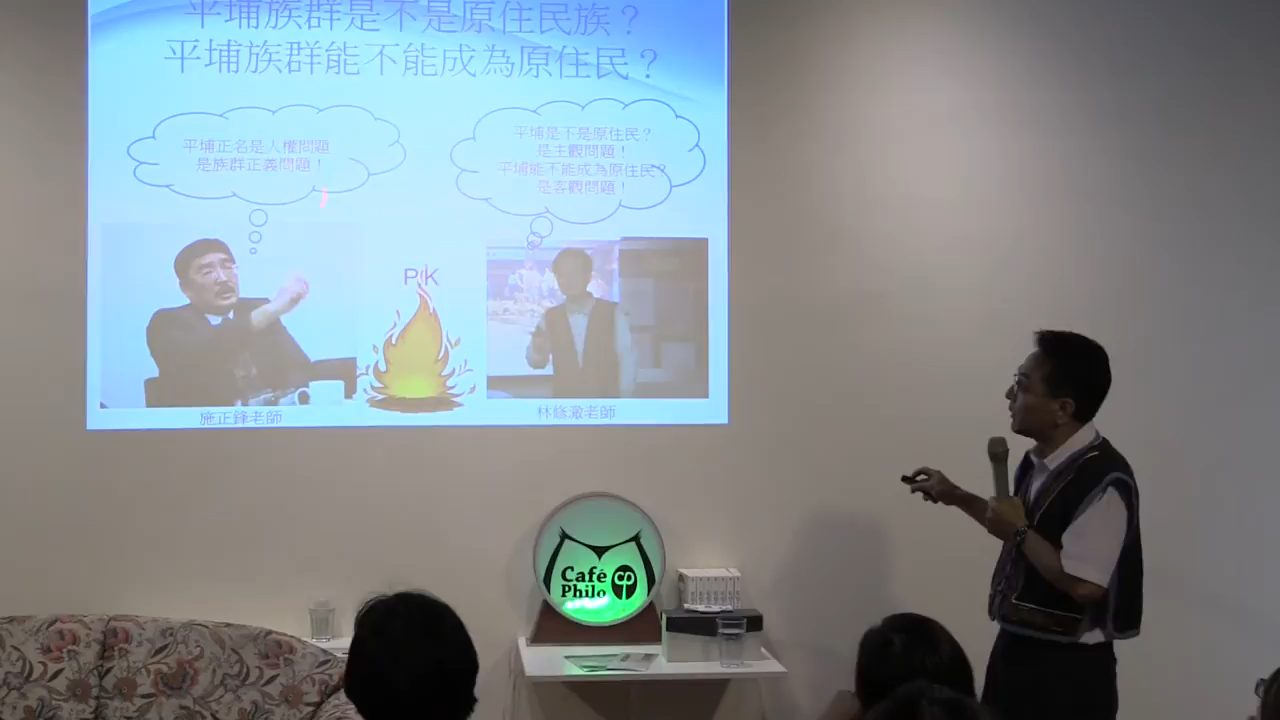 平埔族群是不是原住民族？
平埔族群能不能成為原住民？
平埔正名是人權問題
是族群正義問題！
平埔是不是原住民？
是主觀問題！
平埔能不能成為原住民？
是客觀問題！
PK
施正鋒老師
林修澈老師
Café
Philo